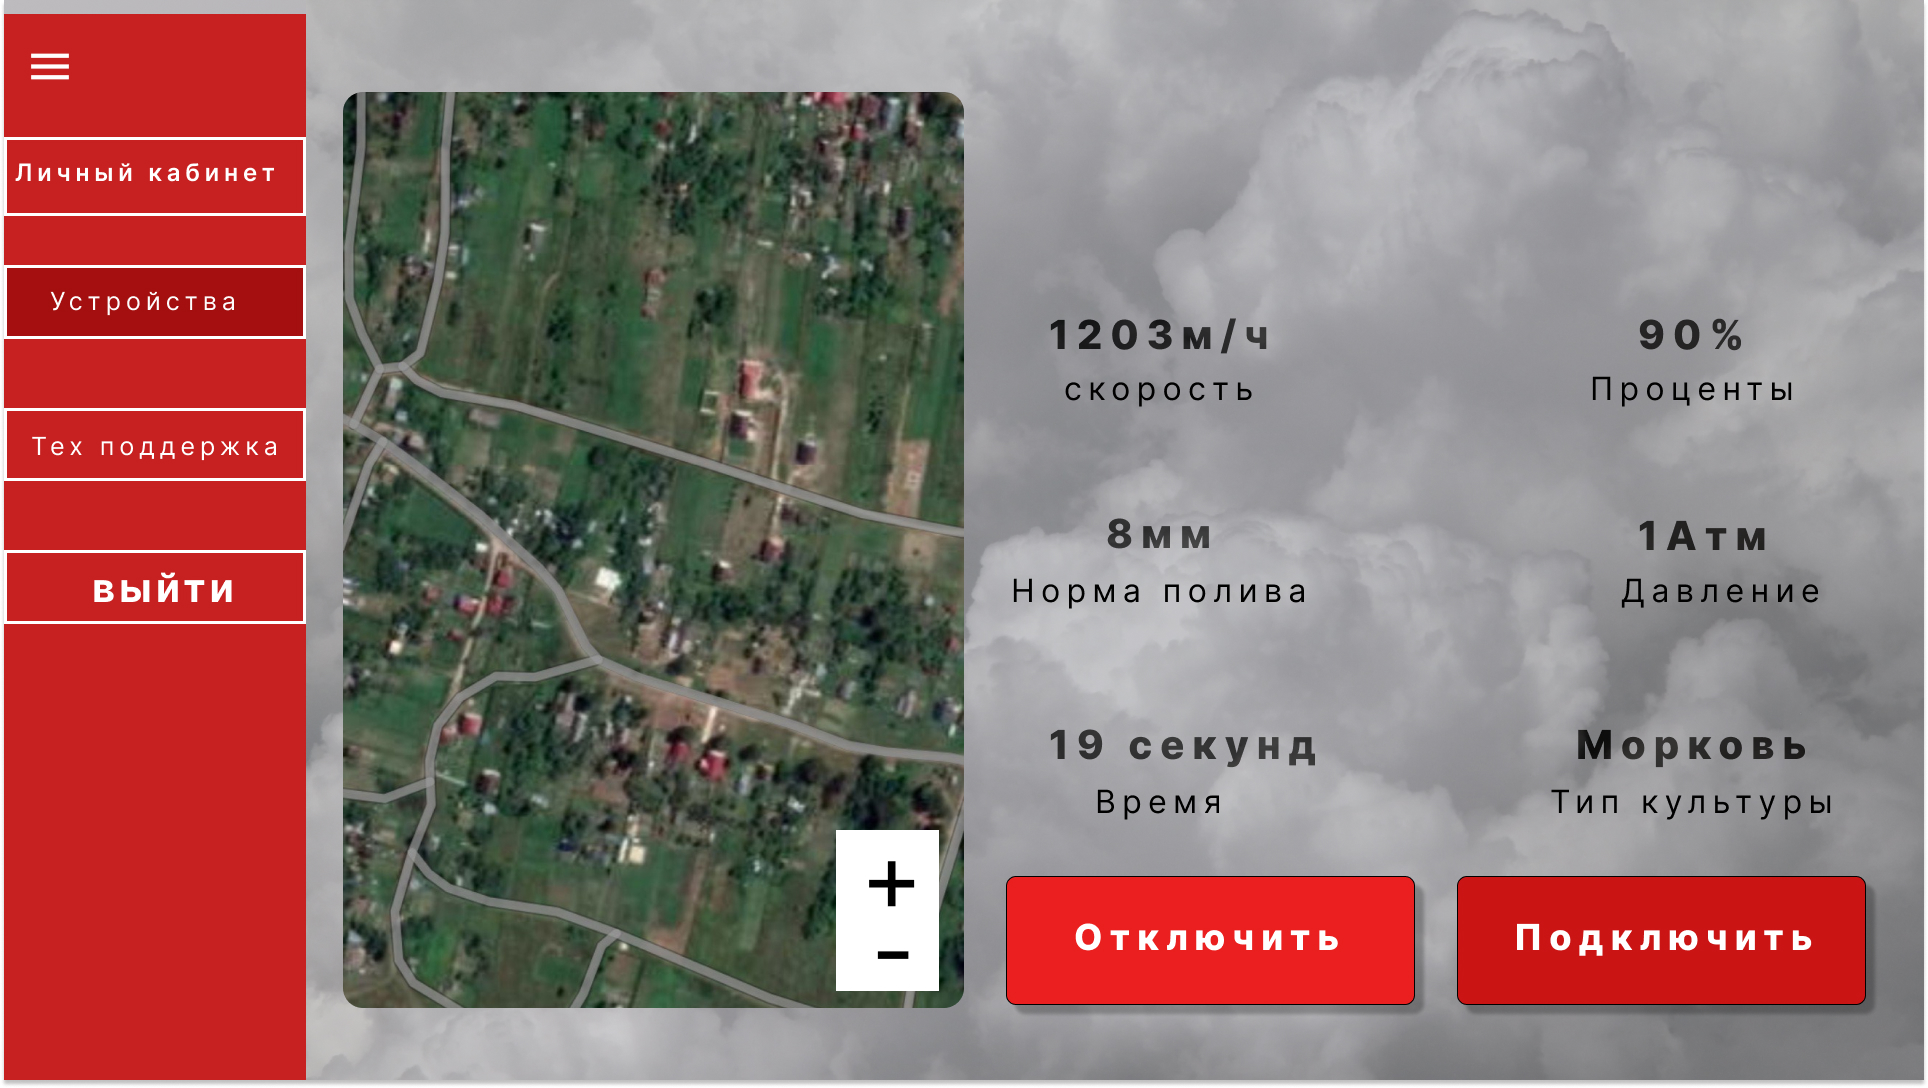 Личный кабинет
Устройства
Тех поддержка
выйти
1203м/ч
скорость
90%
Проценты
8мм
Норма полива
1Атм
Давление
19 секунд
Время
Морковь
Тип культуры
+
-
Отключить
Подключить